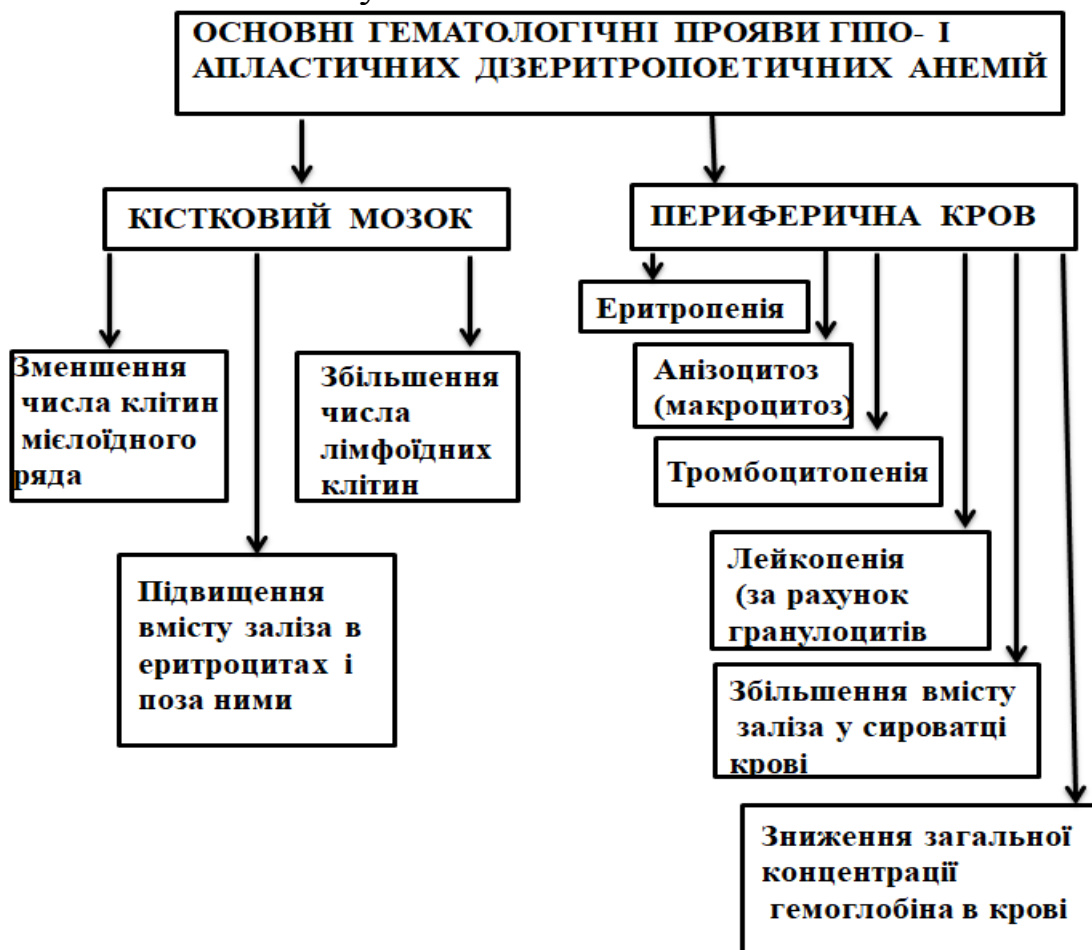 ОСНОВНІ ГЕМАТОЛОГІЧНІ ПРОЯВИ ГІПО- І
АПЛАСТИЧНИХ ДІЗЕРИТРОПОЕТИЧНИХ АНЕМІЙ
КІСТКОВИЙ МОЗОК
Зменшення
числа клітин
мієлоїдного
ряда
Підвищення
вмісту заліза в
еритроцитах і
поза ними
Збільшення
числа
лімфоїдних
клітин
ПЕРИФЕРИЧНА КРОВ
Еритропенія
Анізоцитоз
(макроцитоз)
Тромбоцитопенія
Лейкопенія
(за рахунок
гранулоцитів
Збільшення вмісту
заліза у сироватці
крові
Зниження загальної
концентрації
гемоглобіна в крові